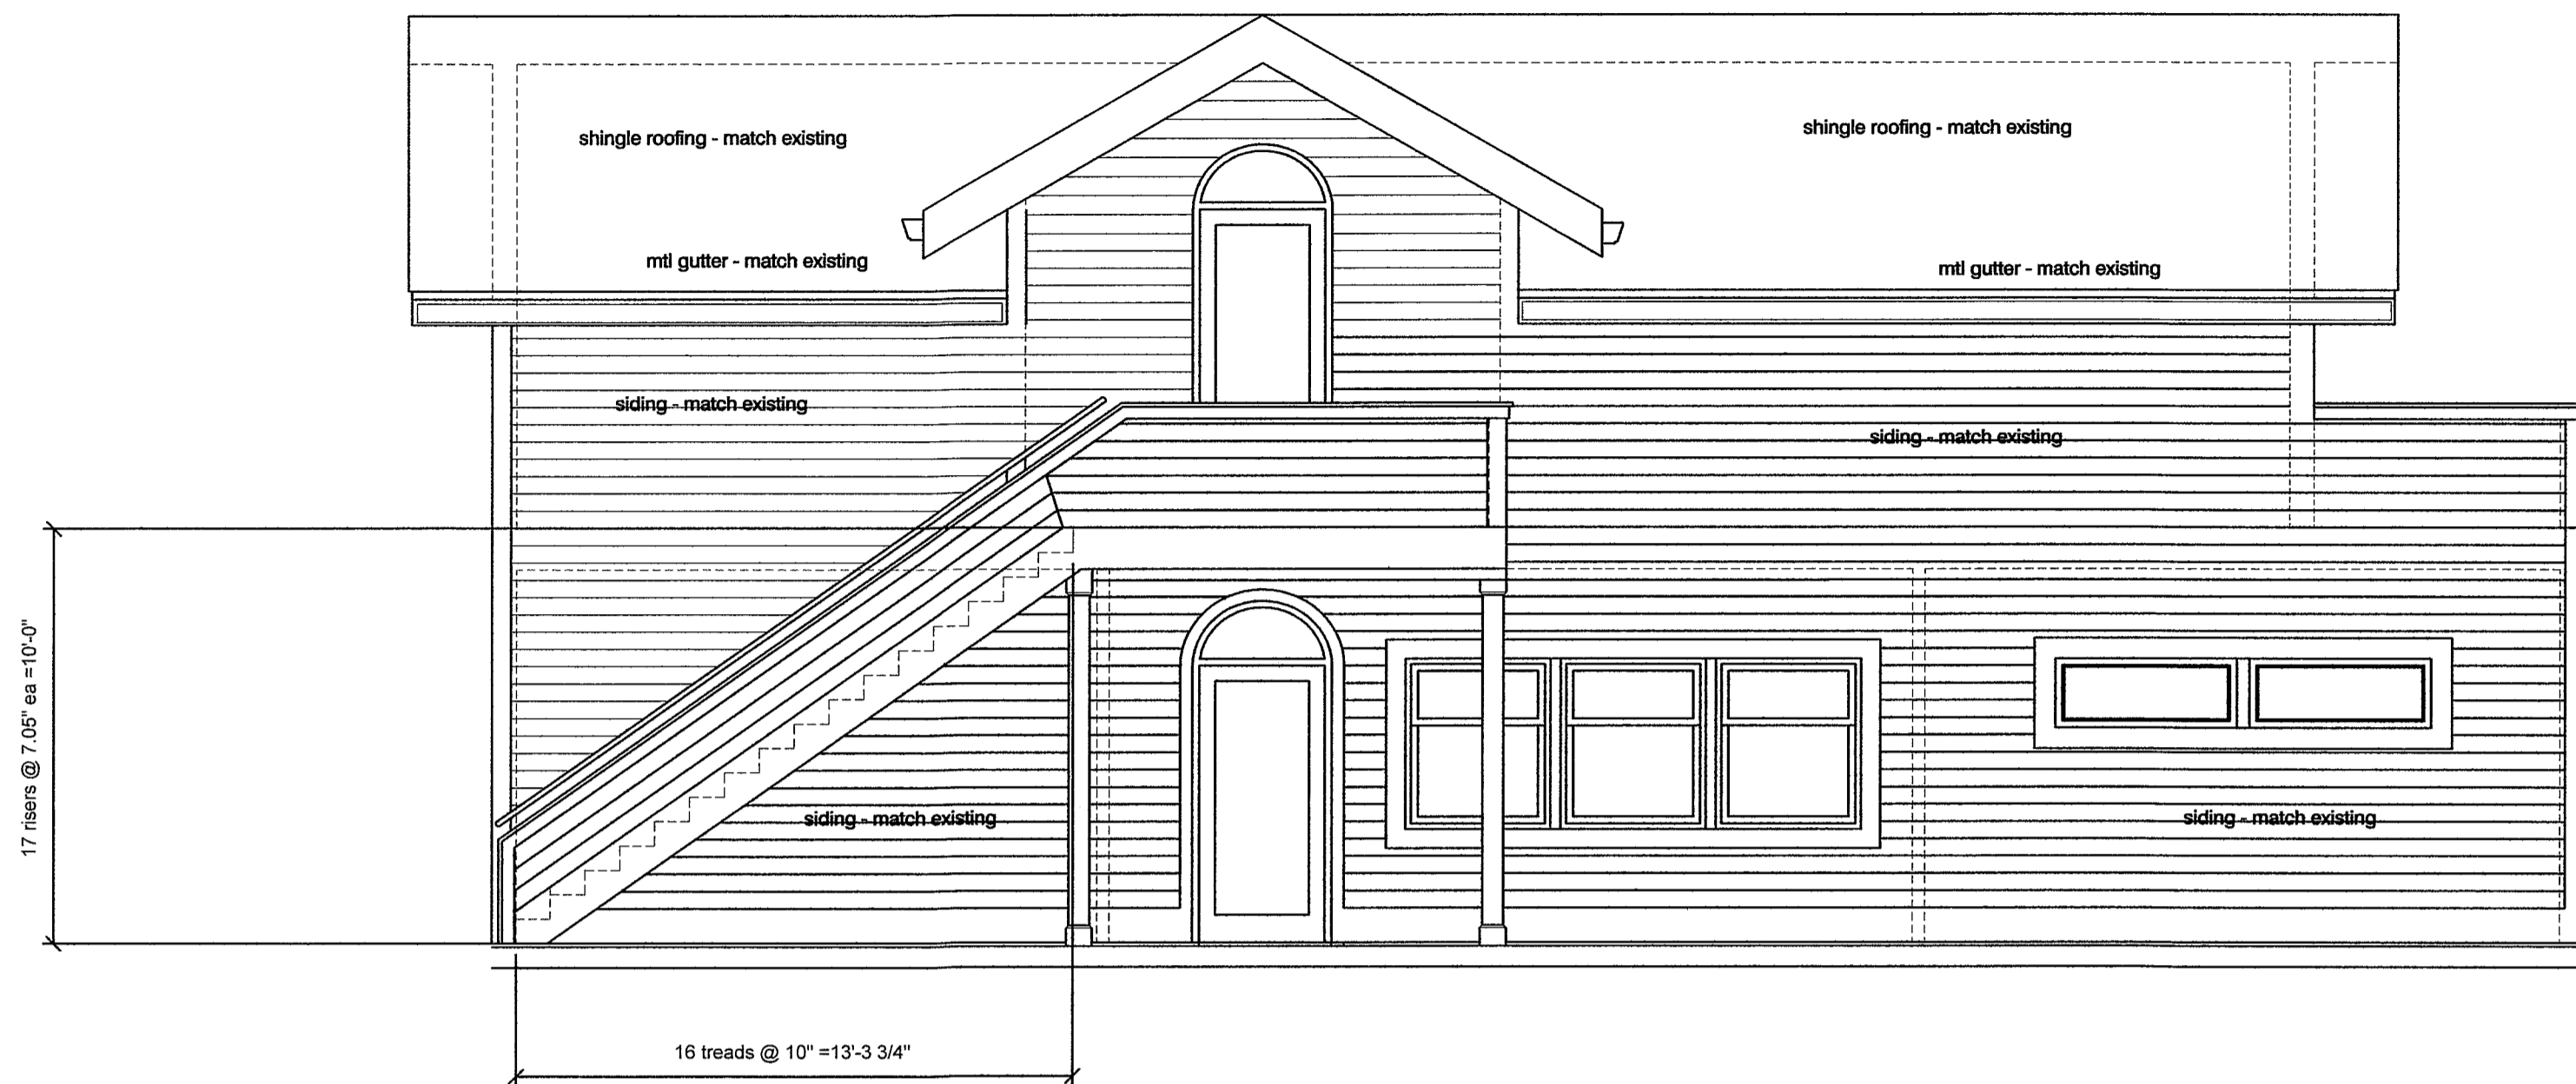 shingle roofing - match existing
shingle roofing - match existing
mtl gutter - match existing
mtl gutter - match existing
siding - match existing
siding - match existing
17 risers @ 7.05" ea =10'-0"
siding - match existing
siding - match existing
16 treads @ 10" =13'-3 3/4"